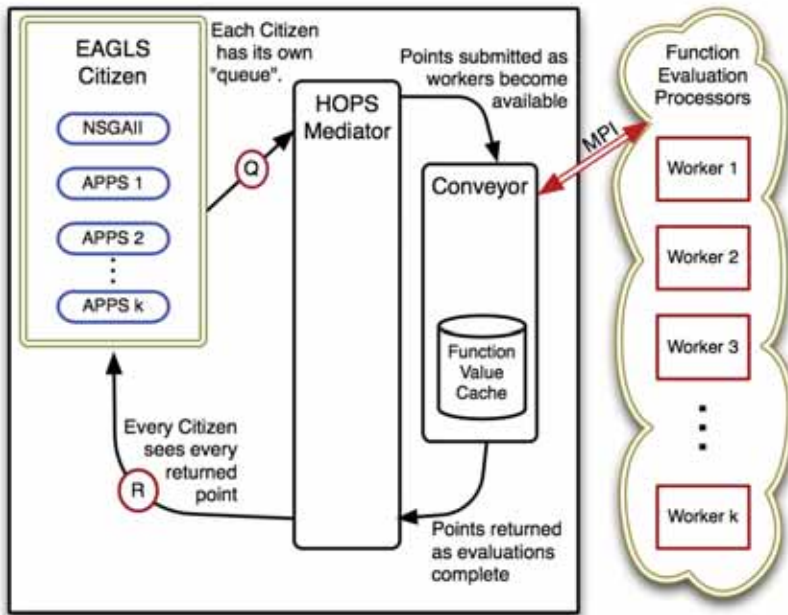 EAGLS
Citizen
NSGAII
APPS 1
APPS 2
APPS k
Each Citizen
has its own
"queue".
Q
HOPS
Mediator
Points submitted as
workers become
available
MPI
Conveyor
Function
Value
Cache
Every Citizen
sees every
returned
point
R
Points returned
as evaluations
complete
Function
Evaluation
Processors
Worker 1
Worker 2
Worker 3
Worker k